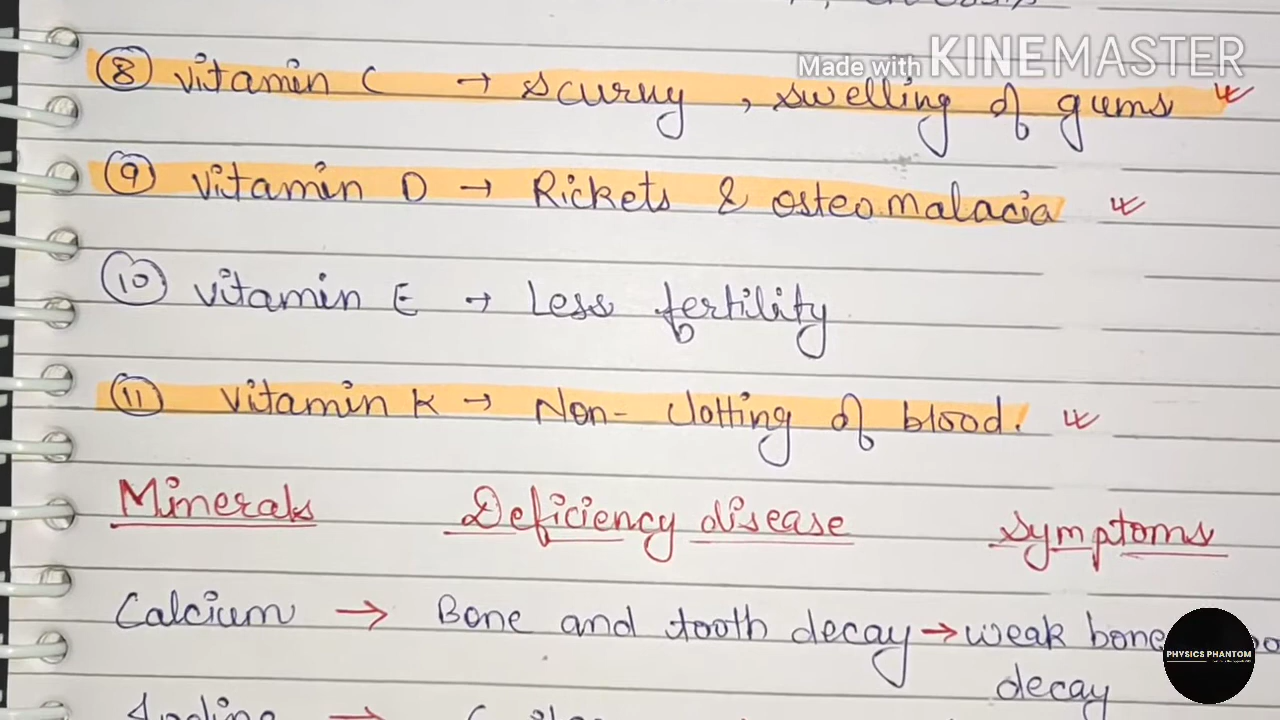 Made with KINEMASTER
⑧ Vitamin C → Scurvy , swelling of gums
⑨ Vitamin D → Rickets & osteomalacia
⑩ Vitamin E → Less fertility
⑪ Vitamin K → Non-clotting of blood.
Minerals Deficiency disease Symptoms
Calcium → Bone and tooth decay → weak bone
decay
PHYSICS PHANTOM